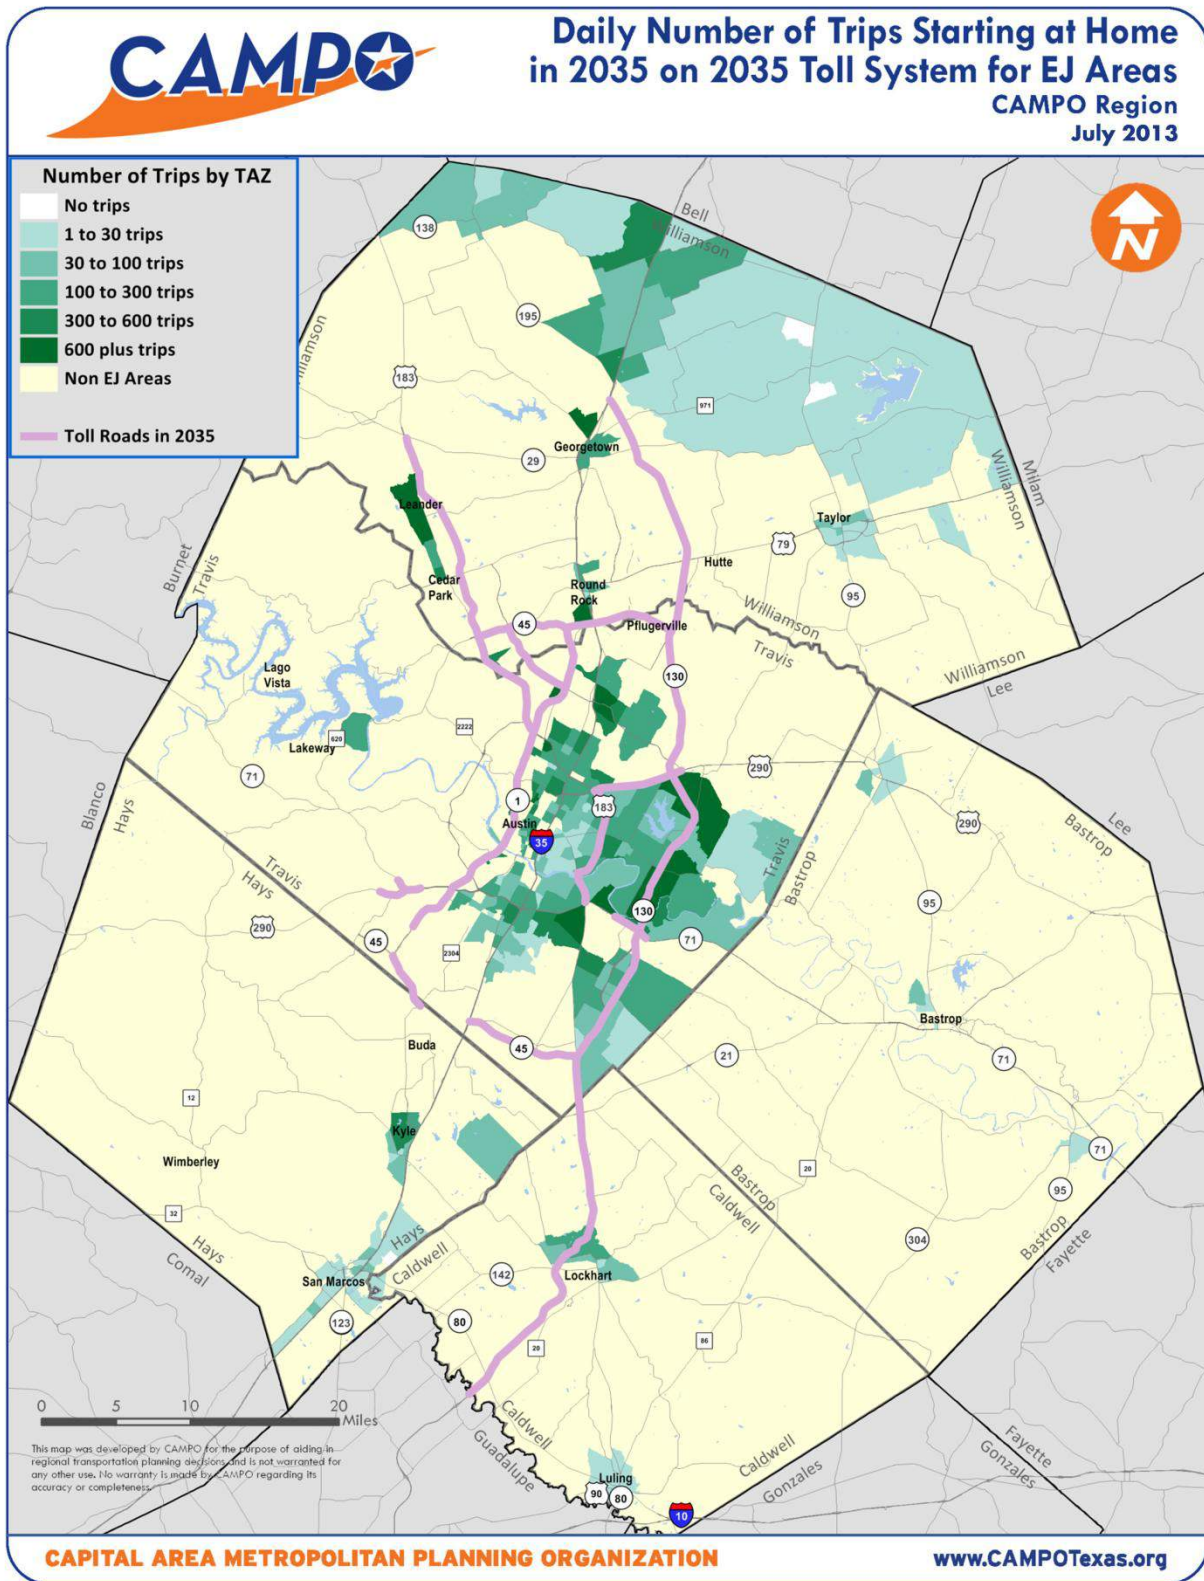 CAMPO
Daily Number of Trips Starting at Home
in 2035 on 2035 Toll System for EJ Areas
CAMPO Region
July 2013
Number of Trips by TAZ
No trips
1 to 30 trips
30 to 100 trips
100 to 300 trips
300 to 600 trips
600 plus trips
Non EJ Areas
Toll Roads in 2035
N
Bell
Williamson
138
195
lliamson
183
971
Georgetown
29
Leander
Williamson
Milam
Taylor
79
Hutte
Cedar
Park
Round
Rock
95
Burnet
Travis
45
Pflugerville
Williamson
Travis
Williamson
Lee
130
Lago
Vista
2222
620
Lakeway
71
290
Blanco
Hays
1
183
Austin
35
290
Lee
Bastrop
Travis
Bastrop
Travis
Hays
95
130
290
45
2304
71
Bastrop
Buda
45
21
71
12
Kyle
Wimberley
71
20
95
Bastrop
Caldwell
32
Hays
Comal
Hays
Caldwell
304
Bastrop
Fayette
San Marcos
142
Lockhart
123
80
20
86
0
5
10
20
Miles
This map was developed by CAMPO for the purpose of aiding in
regional transportation planning decisions and is not warranted for
any other use. No warranty is made by CAMPO regarding its
accuracy or completeness.
Caldwell
Guadalupe
Caldwell
Gonzales
Fayette
Gonzales
Luling
90
80
10
CAPITAL AREA METROPOLITAN PLANNING ORGANIZATION
www.CAMPOTexas.org